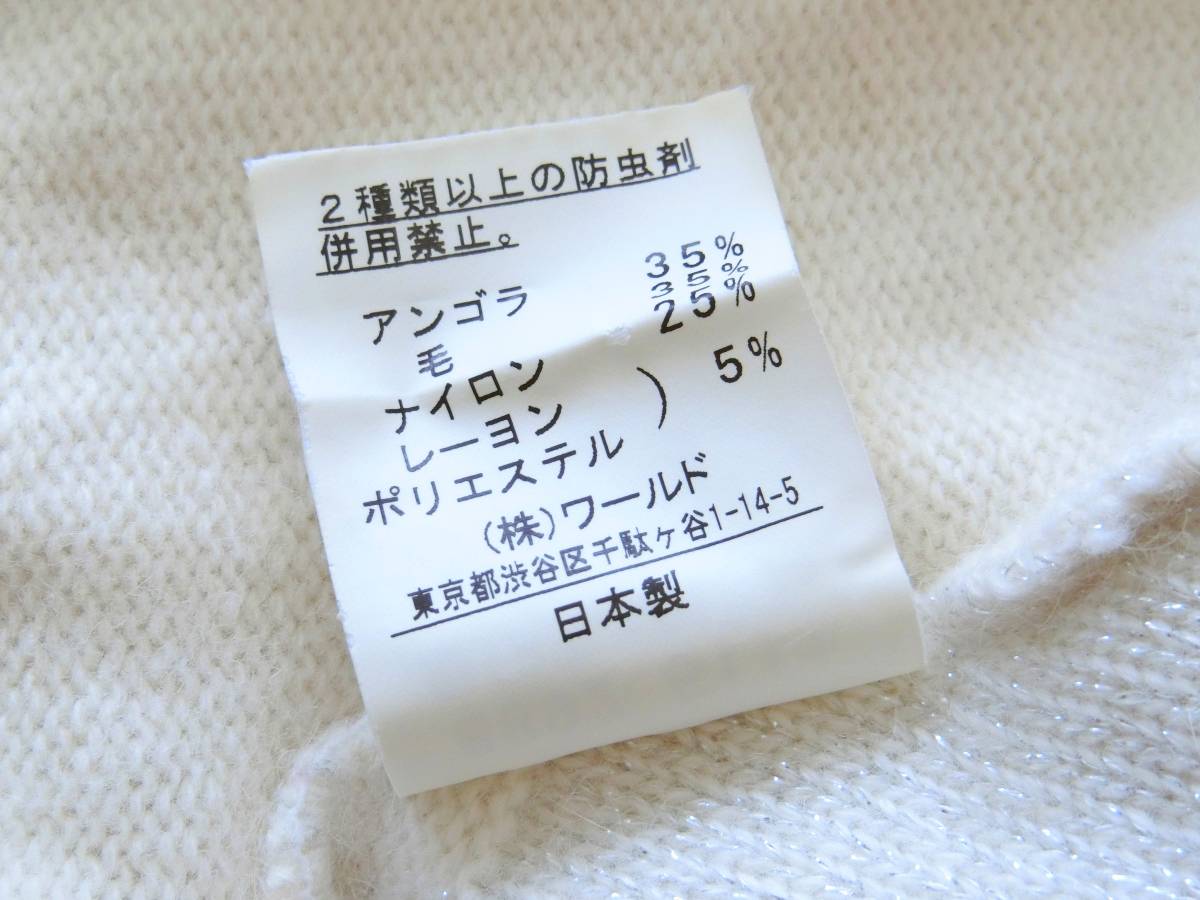 2種類以上の防虫剤
併用禁止。
アンゴラ 35%
毛 35%
ナイロン 25%
レーヨン ) 5%
ポリエステル
(株)ワールド
東京都渋谷区千駄ヶ谷1-14-5
日本製